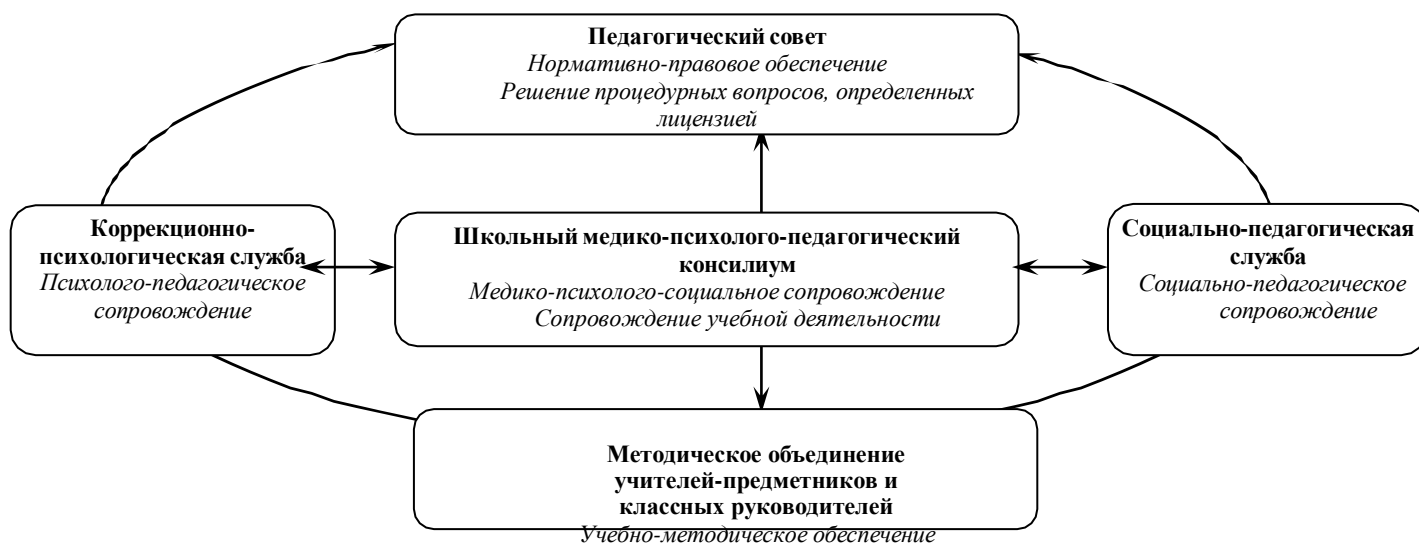 Педагогический совет
Нормативно-правовое обеспечение
Решение процедурных вопросов, определенных
лицензией
Коррекционно-
психологическая служба
Психолого-педагогическое
сопровождение
Школьный медико-психолого-педагогический
консилиум
Медико-психолого-социальное сопровождение
Сопровождение учебной деятельности
Социально-педагогическая
служба
Социально-педагогическое
сопровождение
Методическое объединение
учителей-предметников и
классных руководителей
Учебно-методическое обеспечение